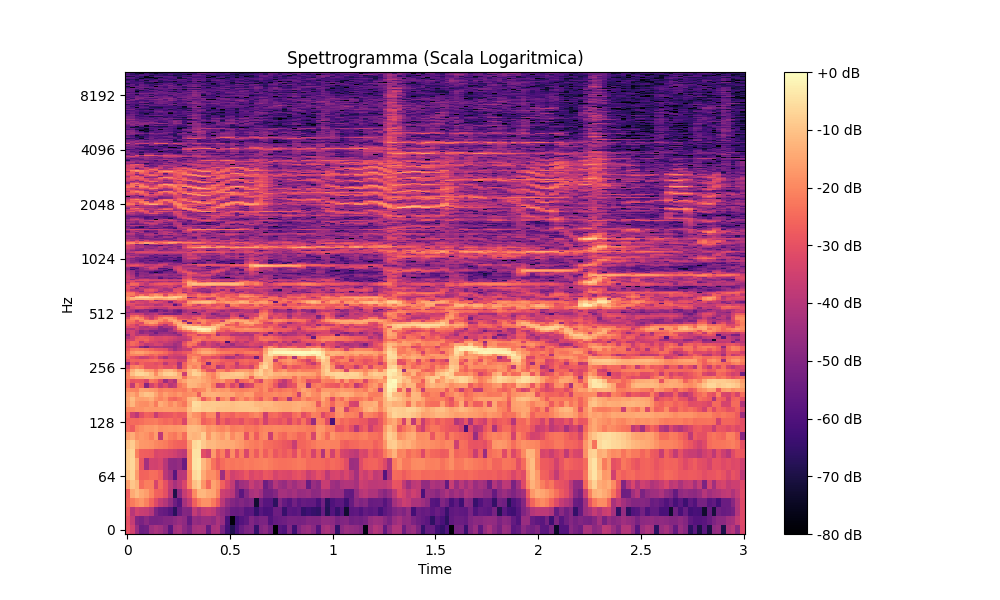 Spettrogramma (Scala Logaritmica)
8192
4096
2048
1024
512
256
128
64
0
Hz
0
0.5
1
1.5
2
2.5
3
Time
+0 dB
-10 dB
-20 dB
-30 dB
-40 dB
-50 dB
-60 dB
-70 dB
-80 dB